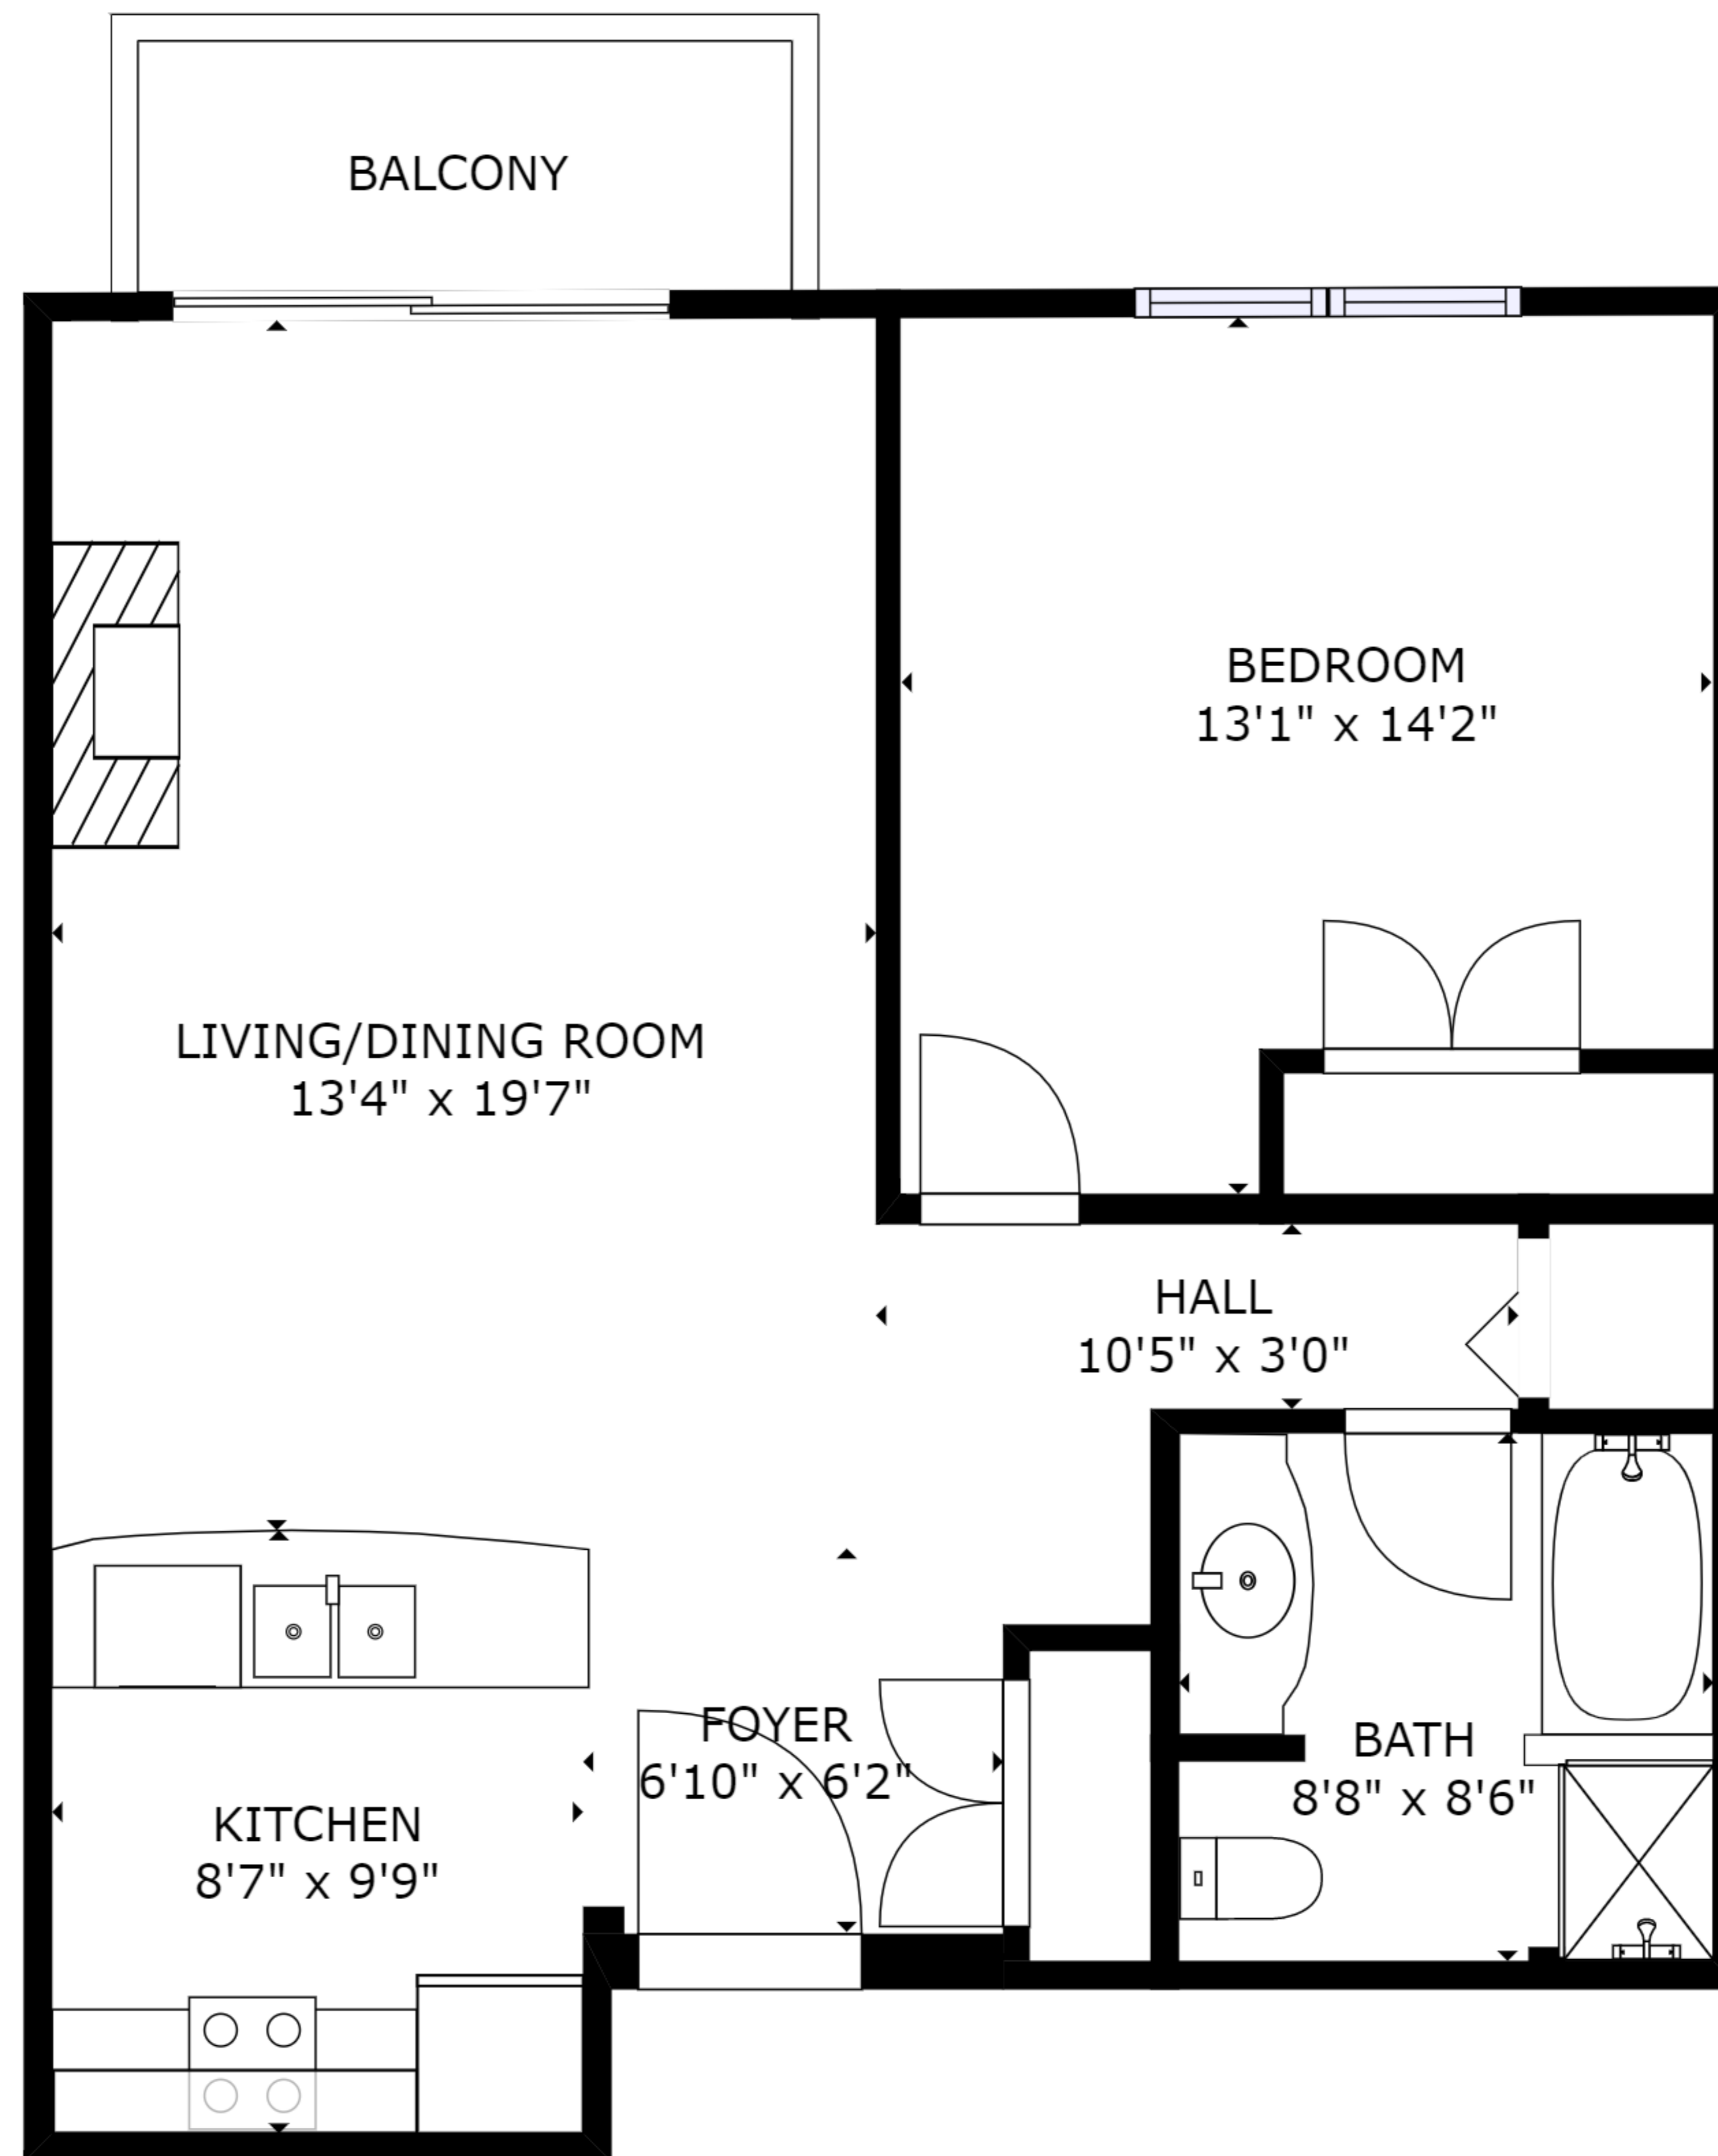 BALCONY
BEDROOM
13'1" x 14'2"
LIVING/DINING ROOM
13'4" x 19'7"
HALL
10'5" x 3'0"
FOYER
6'10" x 6'2"
BATH
8'8" x 8'6"
KITCHEN
8'7" x 9'9"